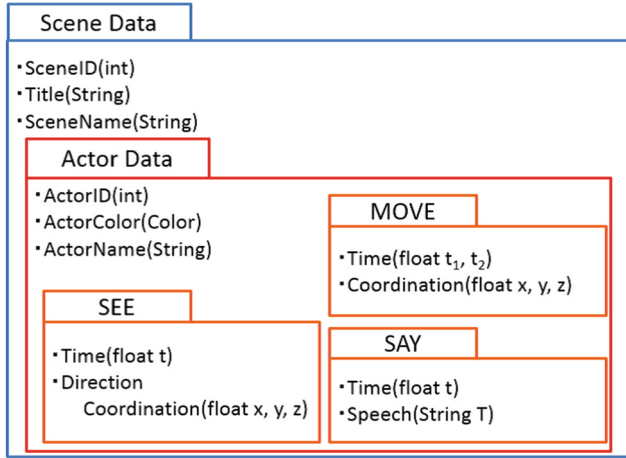 Scene Data
・SceneID(int)
・Title(String)
・SceneName(String)
Actor Data
・ActorID(int)
・ActorColor(Color)
・ActorName(String)
MOVE
・Time(float t₁, t₂)
・Coordination(float x, y, z)
SEE
・Time(float t)
・Direction
Coordination(float x, y, z)
SAY
・Time(float t)
・Speech(String T)